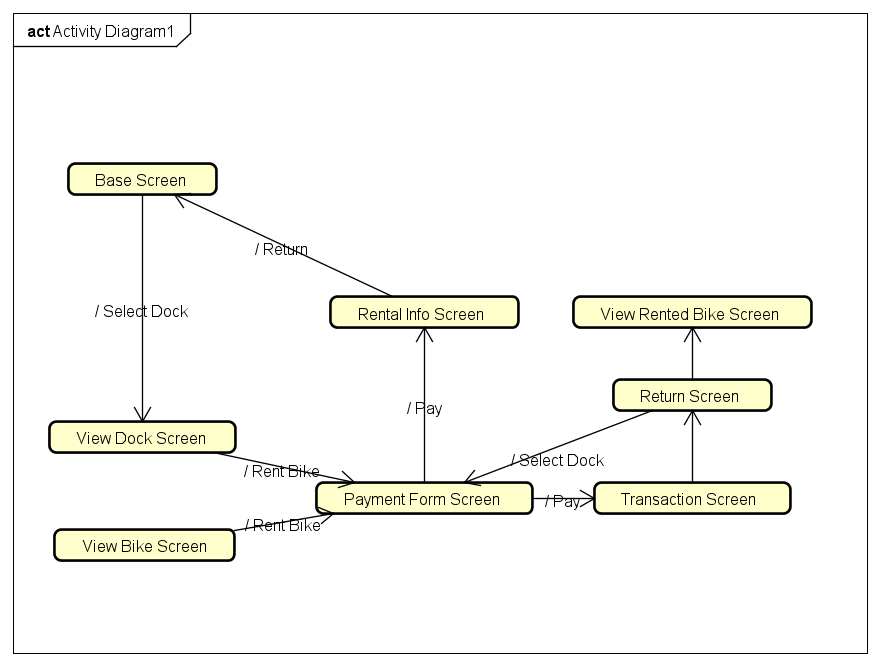 act Activity Diagram1
Base Screen
/ Return
/ Select Dock
Rental Info Screen
View Rented Bike Screen
Return Screen
/ Pay
View Dock Screen
/ Select Dock
/ Rent Bike
Payment Form Screen
/ Pay
Transaction Screen
/ Rent Bike
View Bike Screen